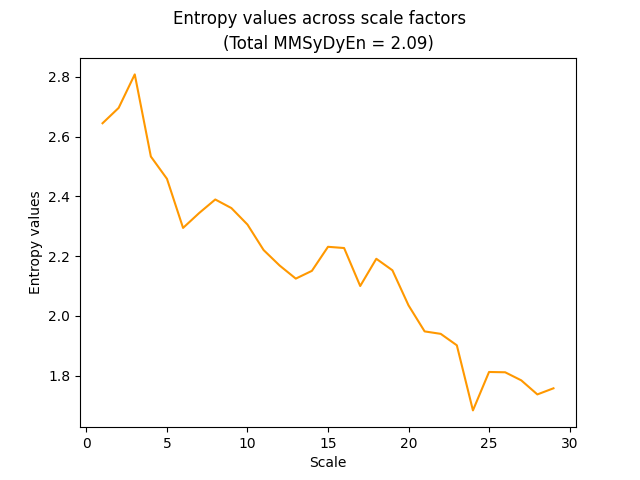 Entropy values across scale factors
(Total MMSyDyEn = 2.09)
2.8
2.6
2.4
2.2
2.0
1.8
Entropy values
0 5 10 15 20 25 30
Scale